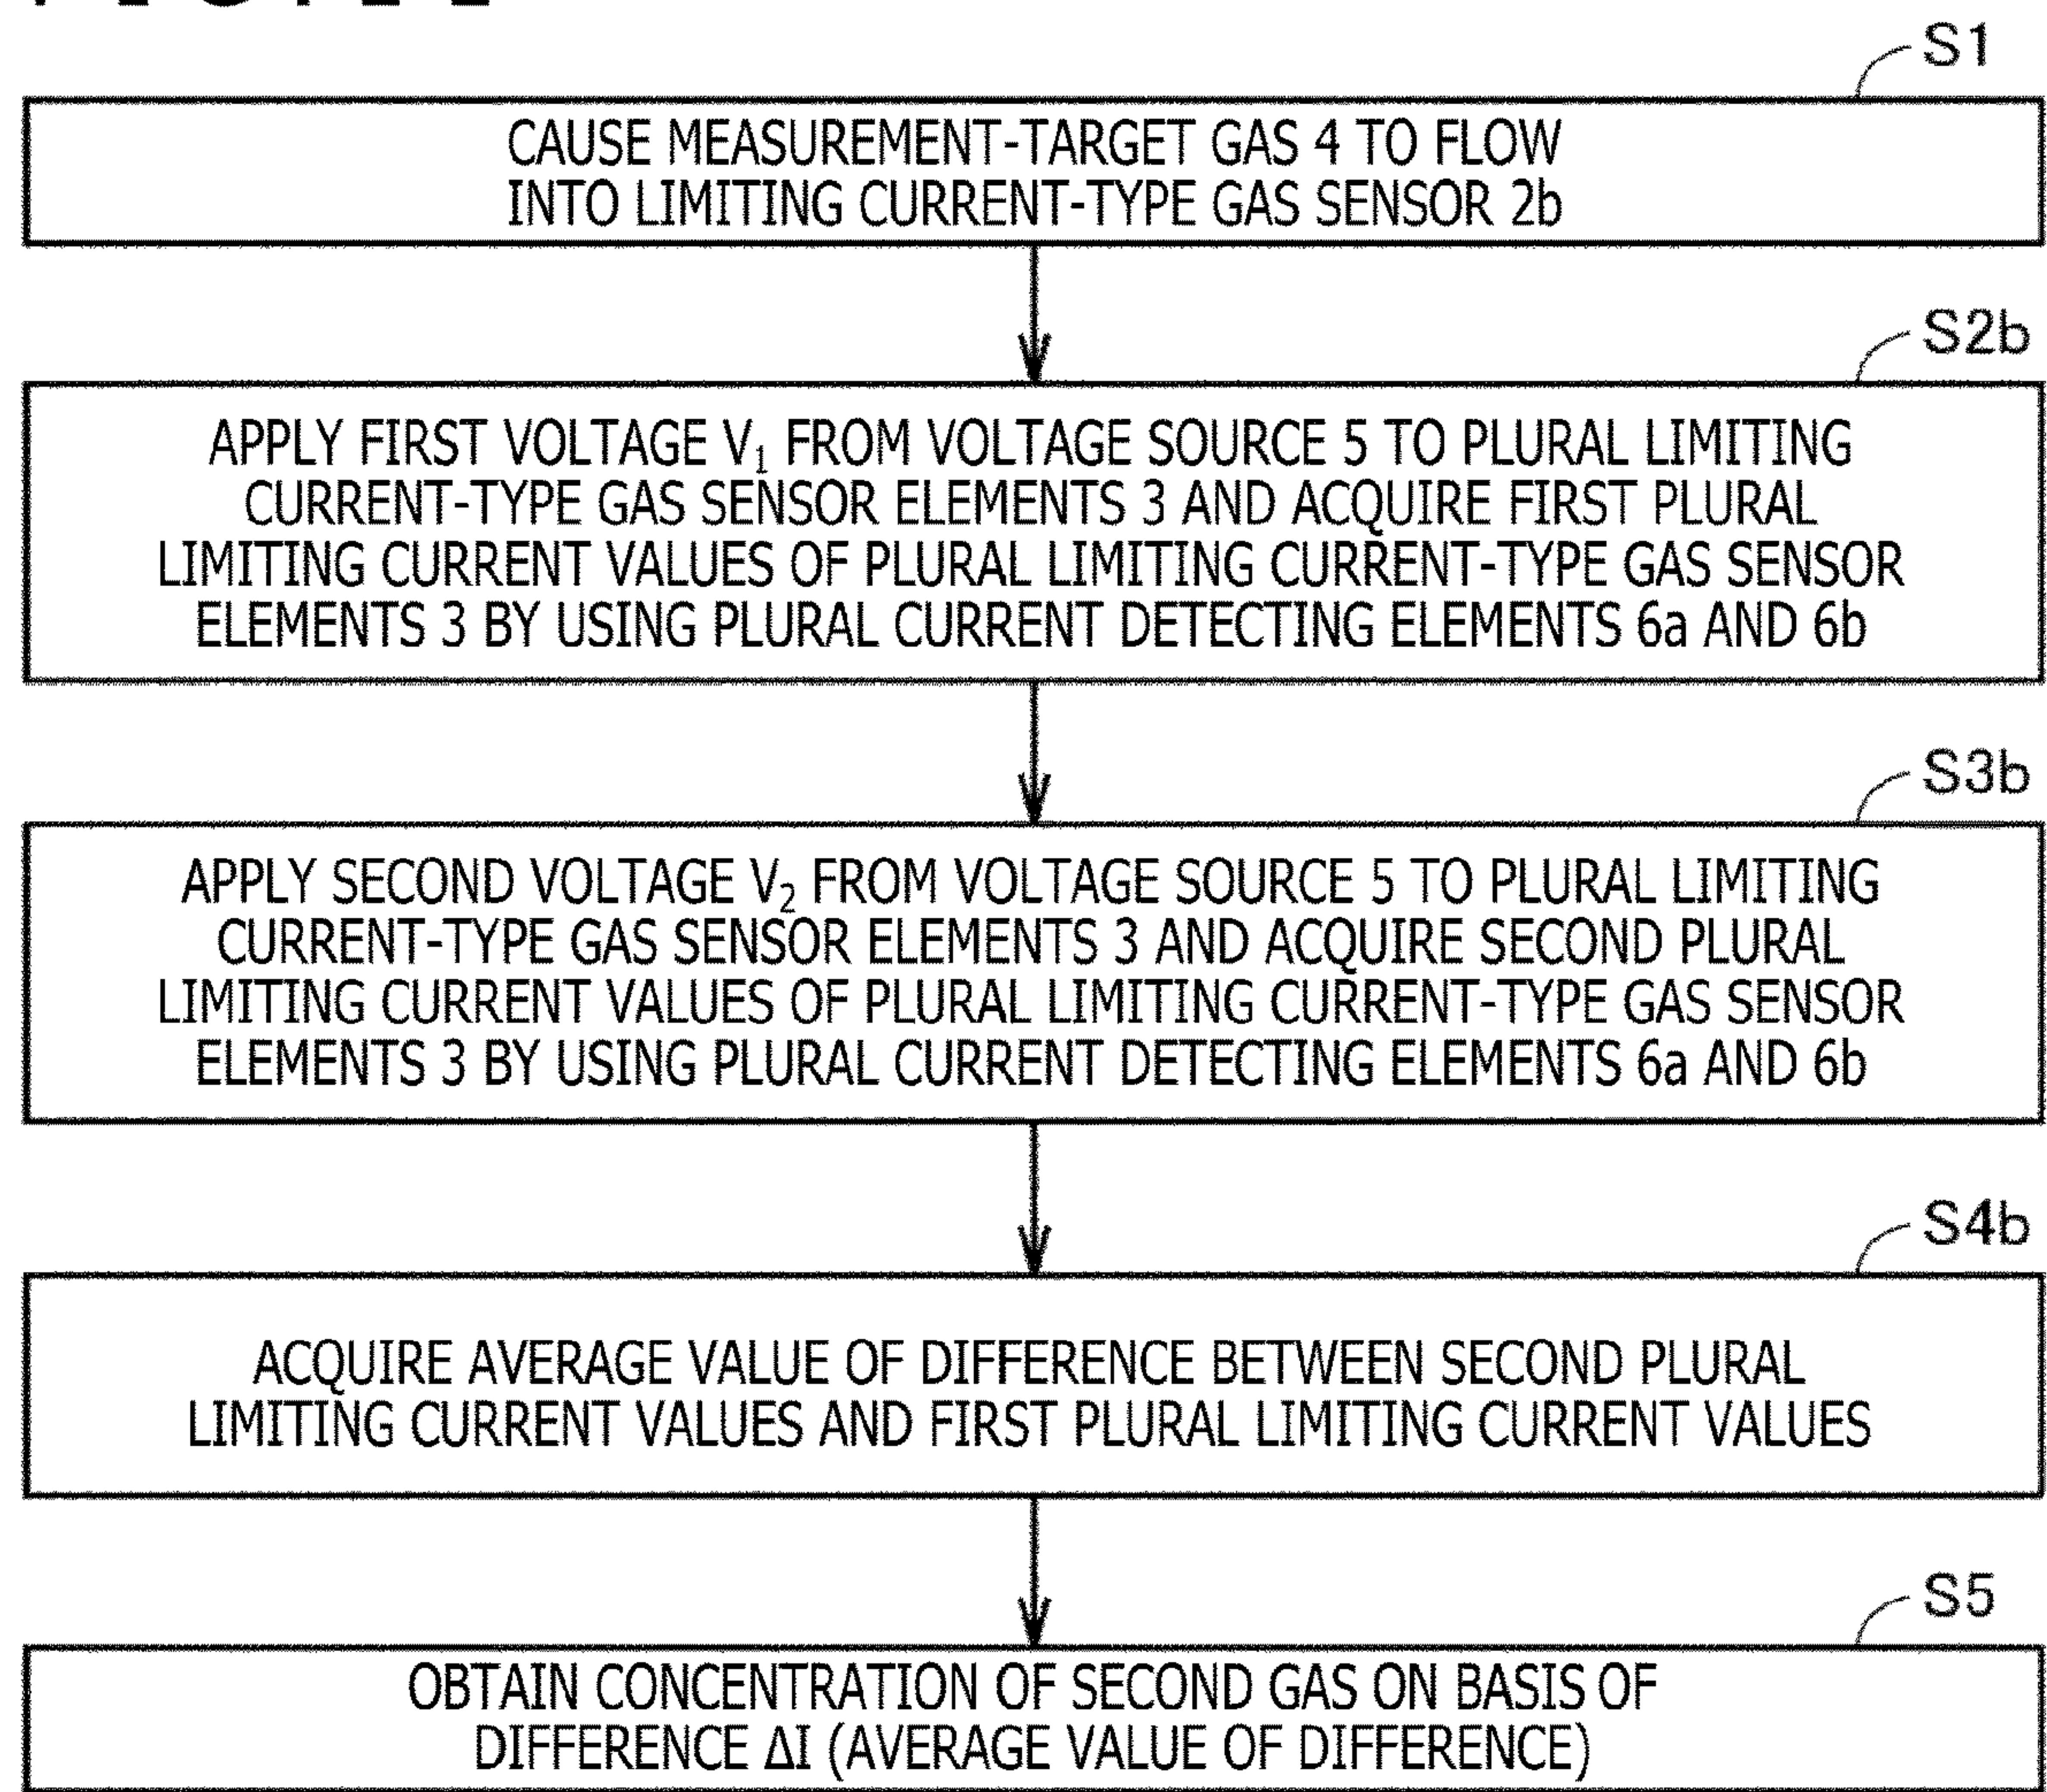 S1
CAUSE MEASUREMENT-TARGET GAS 4 TO FLOW
INTO LIMITING CURRENT-TYPE GAS SENSOR 2b
S2b
APPLY FIRST VOLTAGE V₁ FROM VOLTAGE SOURCE 5 TO PLURAL LIMITING
CURRENT-TYPE GAS SENSOR ELEMENTS 3 AND ACQUIRE FIRST PLURAL
LIMITING CURRENT VALUES OF PLURAL LIMITING CURRENT-TYPE GAS SENSOR
ELEMENTS 3 BY USING PLURAL CURRENT DETECTING ELEMENTS 6a AND 6b
S3b
APPLY SECOND VOLTAGE V₂ FROM VOLTAGE SOURCE 5 TO PLURAL LIMITING
CURRENT-TYPE GAS SENSOR ELEMENTS 3 AND ACQUIRE SECOND PLURAL
LIMITING CURRENT VALUES OF PLURAL LIMITING CURRENT-TYPE GAS SENSOR
ELEMENTS 3 BY USING PLURAL CURRENT DETECTING ELEMENTS 6a AND 6b
S4b
ACQUIRE AVERAGE VALUE OF DIFFERENCE BETWEEN SECOND PLURAL
LIMITING CURRENT VALUES AND FIRST PLURAL LIMITING CURRENT VALUES
S5
OBTAIN CONCENTRATION OF SECOND GAS ON BASIS OF
DIFFERENCE ΔI (AVERAGE VALUE OF DIFFERENCE)